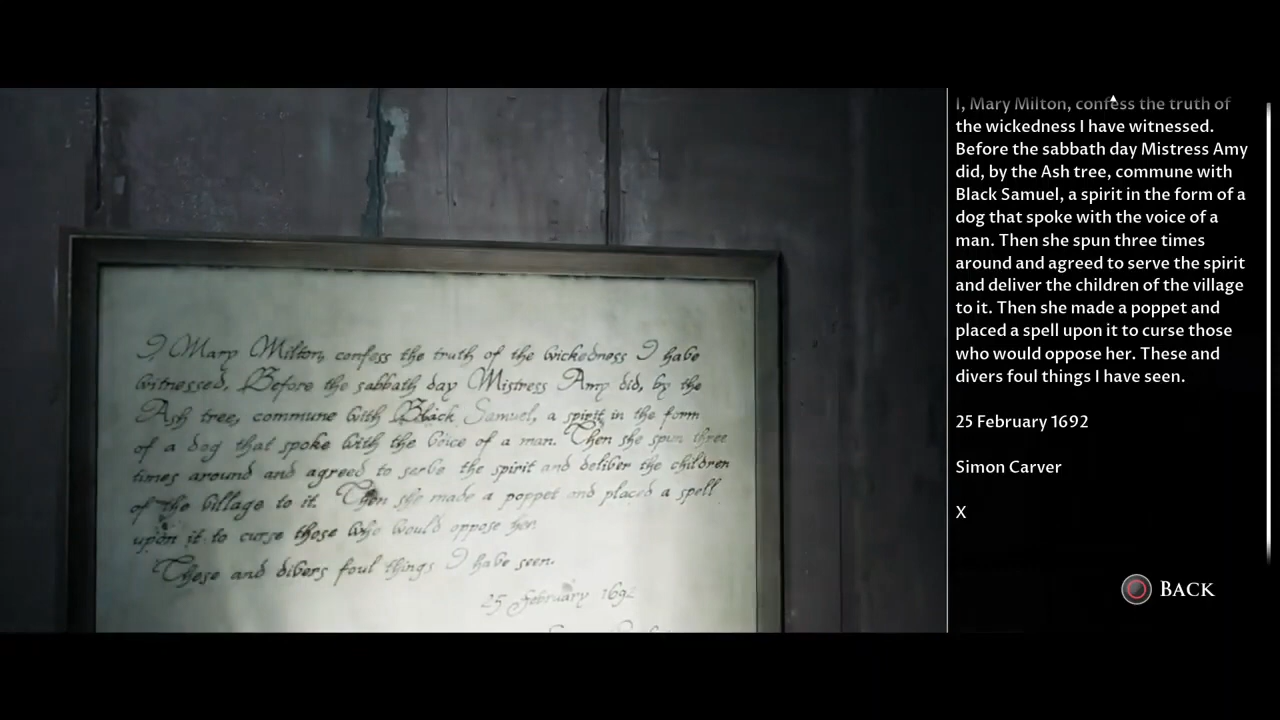 I, Mary Milton, confess the truth of the wickedness I have
witnessed. Before the sabbath day Mistress Amy did, by the
Ash tree, commune with Black Samuel, a spirit in the form
of a dog that spoke with the voice of a man. Then she spun three
times around and agreed to serve the spirit and deliver the children
of the village to it. Then she made a poppet and placed a spell
upon it to curse those who would oppose her.
These and divers foul things I have seen.
25 February 1692
I, Mary Milton, confess the truth of
the wickedness I have witnessed.
Before the sabbath day Mistress Amy
did, by the Ash tree, commune with
Black Samuel, a spirit in the form of a
dog that spoke with the voice of a
man. Then she spun three times
around and agreed to serve the spirit
and deliver the children of the village
to it. Then she made a poppet and
placed a spell upon it to curse those
who would oppose her. These and
divers foul things I have seen.
25 February 1692
Simon Carver
X
BACK